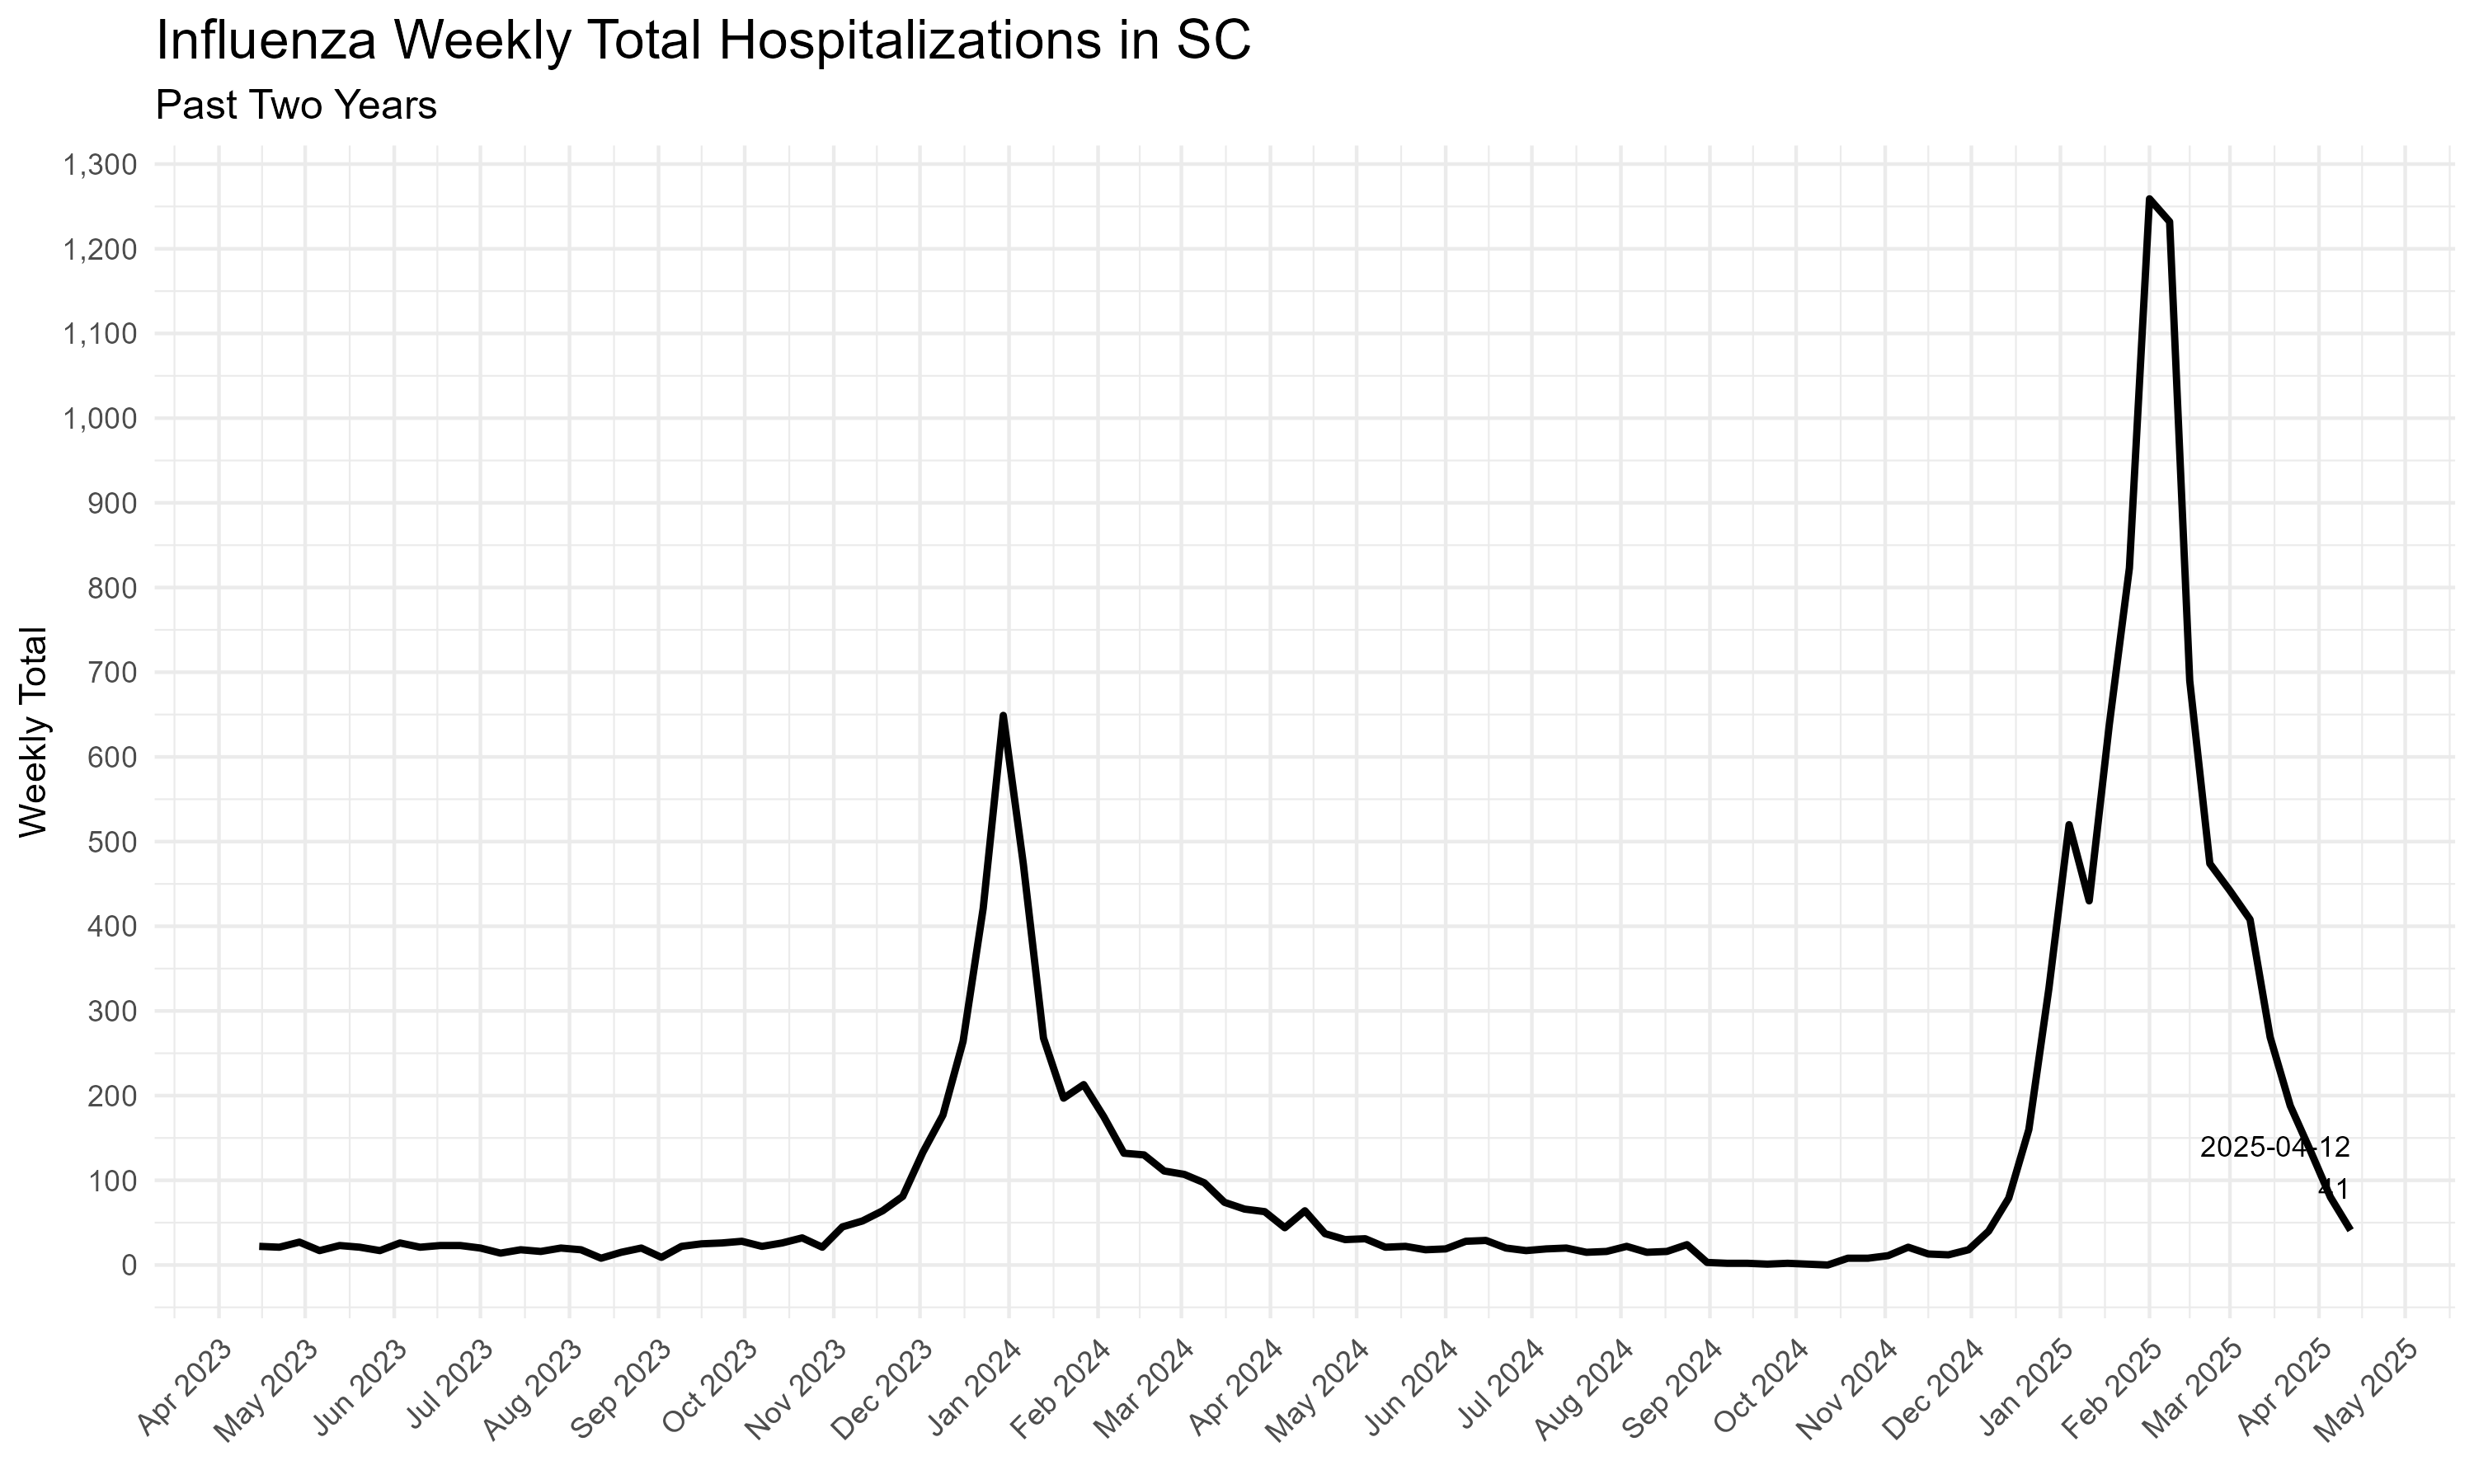 Influenza Weekly Total Hospitalizations in SC
Past Two Years
1,300
1,200
1,100
1,000
900
800
700
600
500
400
300
200
100
0
Weekly Total
2025-04-12
41
Apr 2023
May 2023
Jun 2023
Jul 2023
Aug 2023
Sep 2023
Oct 2023
Nov 2023
Dec 2023
Jan 2024
Feb 2024
Mar 2024
Apr 2024
May 2024
Jun 2024
Jul 2024
Aug 2024
Sep 2024
Oct 2024
Nov 2024
Dec 2024
Jan 2025
Feb 2025
Mar 2025
Apr 2025
May 2025